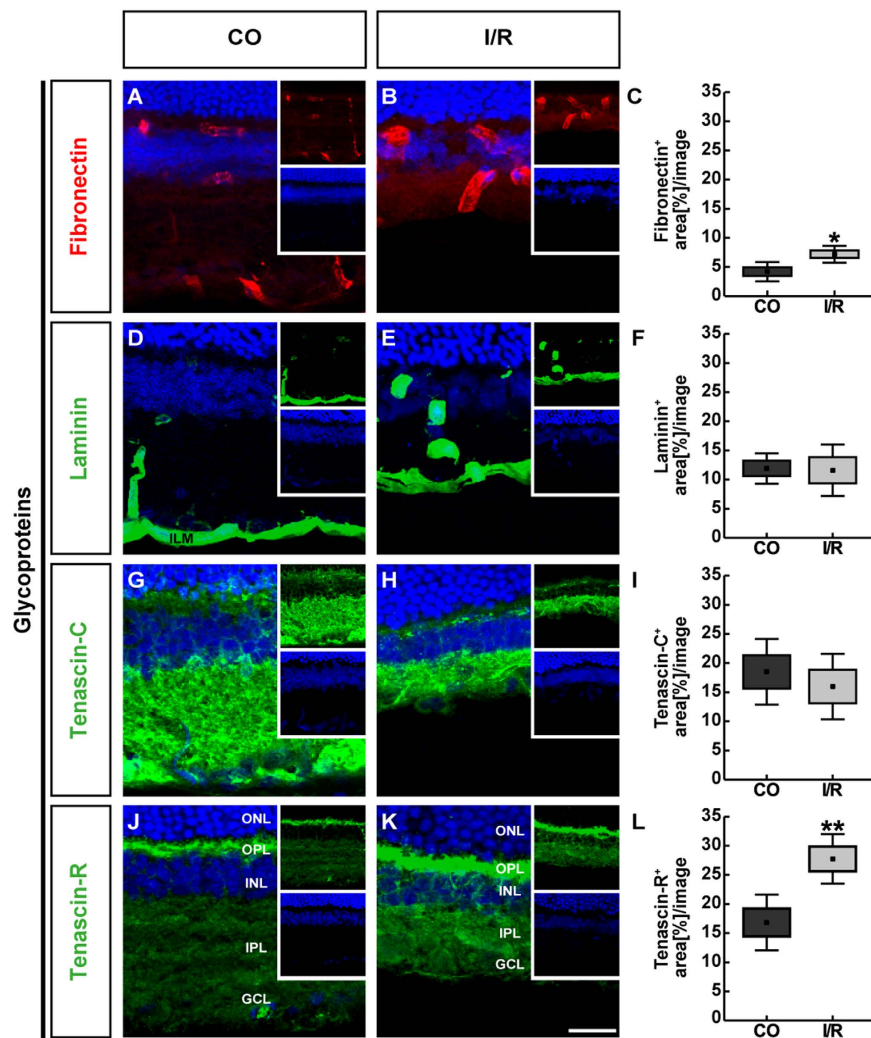 CO
I/R
Glycoproteins
Fibronectin
A
B
C
Fibronectin+
area[%]/image
35
30
25
20
15
10
5
0
*
CO
I/R
Laminin
D
ILM
E
F
Laminin+
area[%]/image
35
30
25
20
15
10
5
0
CO
I/R
Tenascin-C
G
H
I
Tenascin-C+
area[%]/image
35
30
25
20
15
10
5
0
CO
I/R
Tenascin-R
J
ONL
OPL
INL
IPL
GCL
K
ONL
OPL
INL
IPL
GCL
L
Tenascin-R+
area[%]/image
35
30
25
20
15
10
5
0
**
CO
I/R